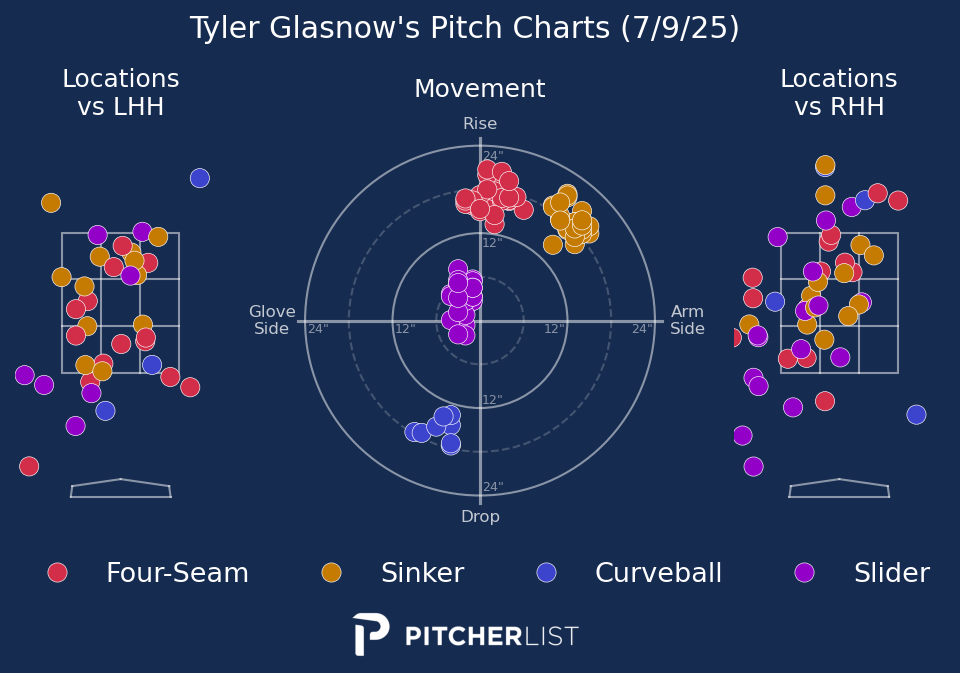 Tyler Glasnow's Pitch Charts (7/9/25)
Locations
vs LHH
Movement
Locations
vs RHH
Rise
24"
12"
Glove
Side
24"
12"
12"
24"
Arm
Side
12"
24"
Drop
Four-Seam
Sinker
Curveball
Slider
PITCHERLIST